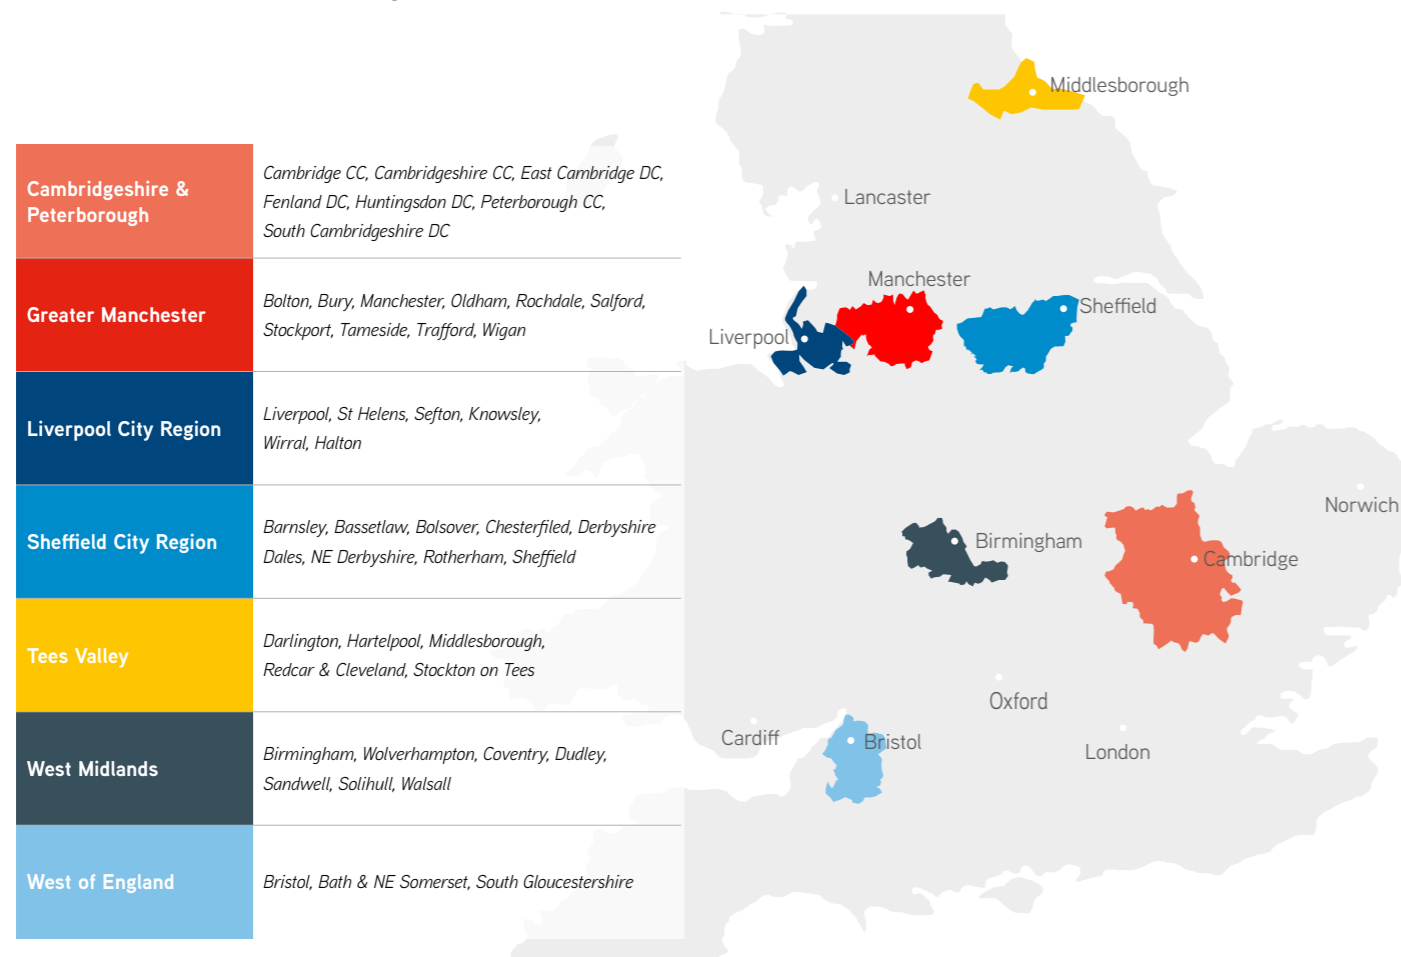 Cambridgeshire &
Peterborough
Cambridge CC, Cambridgeshire CC, East Cambridge DC,
Fenland DC, Huntingsdon DC, Peterborough CC,
South Cambridgeshire DC
Greater Manchester
Bolton, Bury, Manchester, Oldham, Rochdale, Salford,
Stockport, Tameside, Trafford, Wigan
Liverpool City Region
Liverpool, St Helens, Sefton, Knowsley,
Wirral, Halton
Sheffield City Region
Barnsley, Bassetlaw, Bolsover, Chesterfiled, Derbyshire
Dales, NE Derbyshire, Rotherham, Sheffield
Tees Valley
Darlington, Hartelpool, Middlesborough,
Redcar & Cleveland, Stockton on Tees
West Midlands
Birmingham, Wolverhampton, Coventry, Dudley,
Sandwell, Solihull, Walsall
West of England
Bristol, Bath & NE Somerset, South Gloucestershire
Middlesborough
Lancaster
Manchester
Sheffield
Liverpool
Norwich
Birmingham
Cambridge
Oxford
Cardiff
Bristol
London